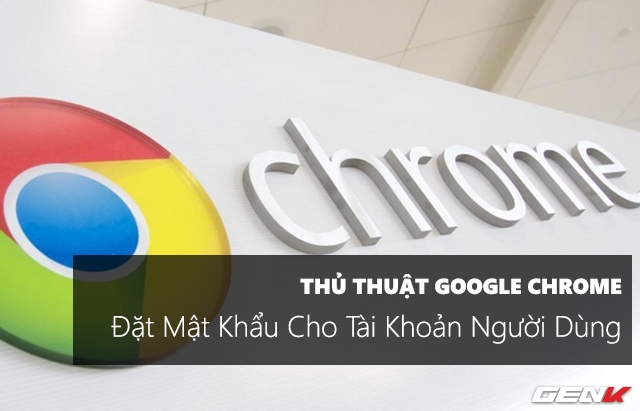 chrome
THỦ THUẬT GOOGLE CHROME
Đặt Mật Khẩu Cho Tài Khoản Người Dùng
GENK